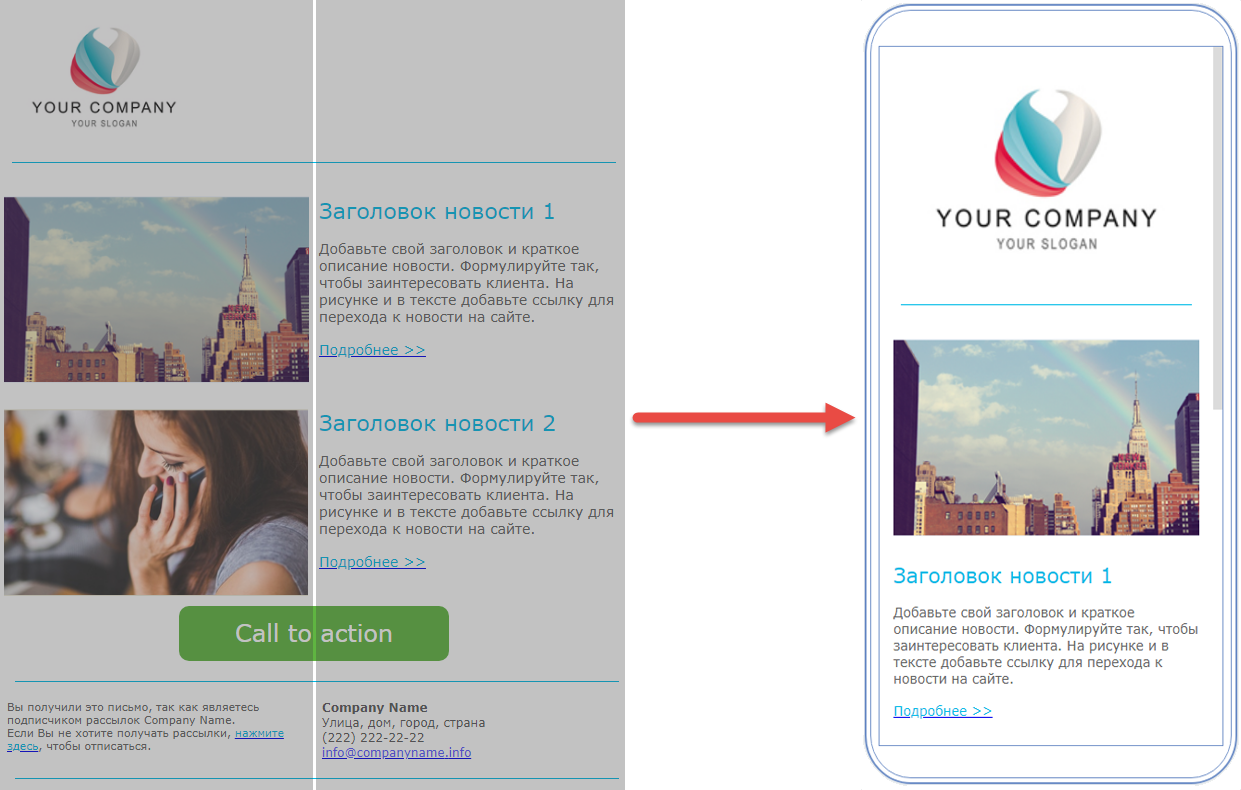 YOUR COMPANY
YOUR SLOGAN
Заголовок новости 1
Добавьте свой заголовок и краткое
описание новости. Формулируйте так,
чтобы заинтересовать клиента. На
рисунке и в тексте добавьте ссылку для
перехода к новости на сайте.
Подробнее >>
Заголовок новости 2
Добавьте свой заголовок и краткое
описание новости. Формулируйте так,
чтобы заинтересовать клиента. На
рисунке и в тексте добавьте ссылку для
перехода к новости на сайте.
Подробнее >>
Call to action
Вы получили это письмо, так как являетесь
подписчиком рассылок Company Name.
Если Вы не хотите получать рассылки, нажмите
здесь, чтобы отписаться.
Company Name
Улица, дом, город, страна
(222) 222-22-22
info@companyname.info
YOUR COMPANY
YOUR SLOGAN
Заголовок новости 1
Добавьте свой заголовок и краткое
описание новости. Формулируйте так, чтобы
заинтересовать клиента. На рисунке и в
тексте добавьте ссылку для перехода к
новости на сайте.
Подробнее >>